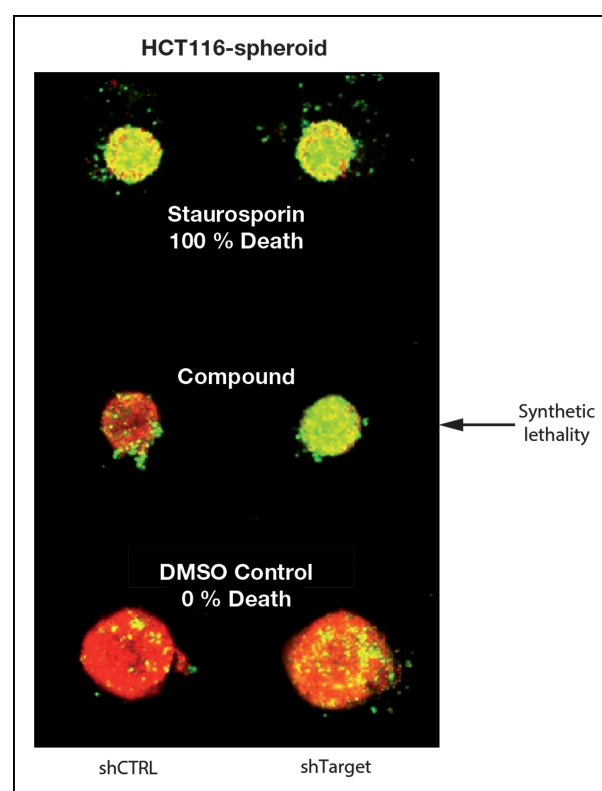 HCT116-spheroid
Staurosporin
100 % Death
Compound
Synthetic
lethality
DMSO Control
0 % Death
shCTRL
shTarget